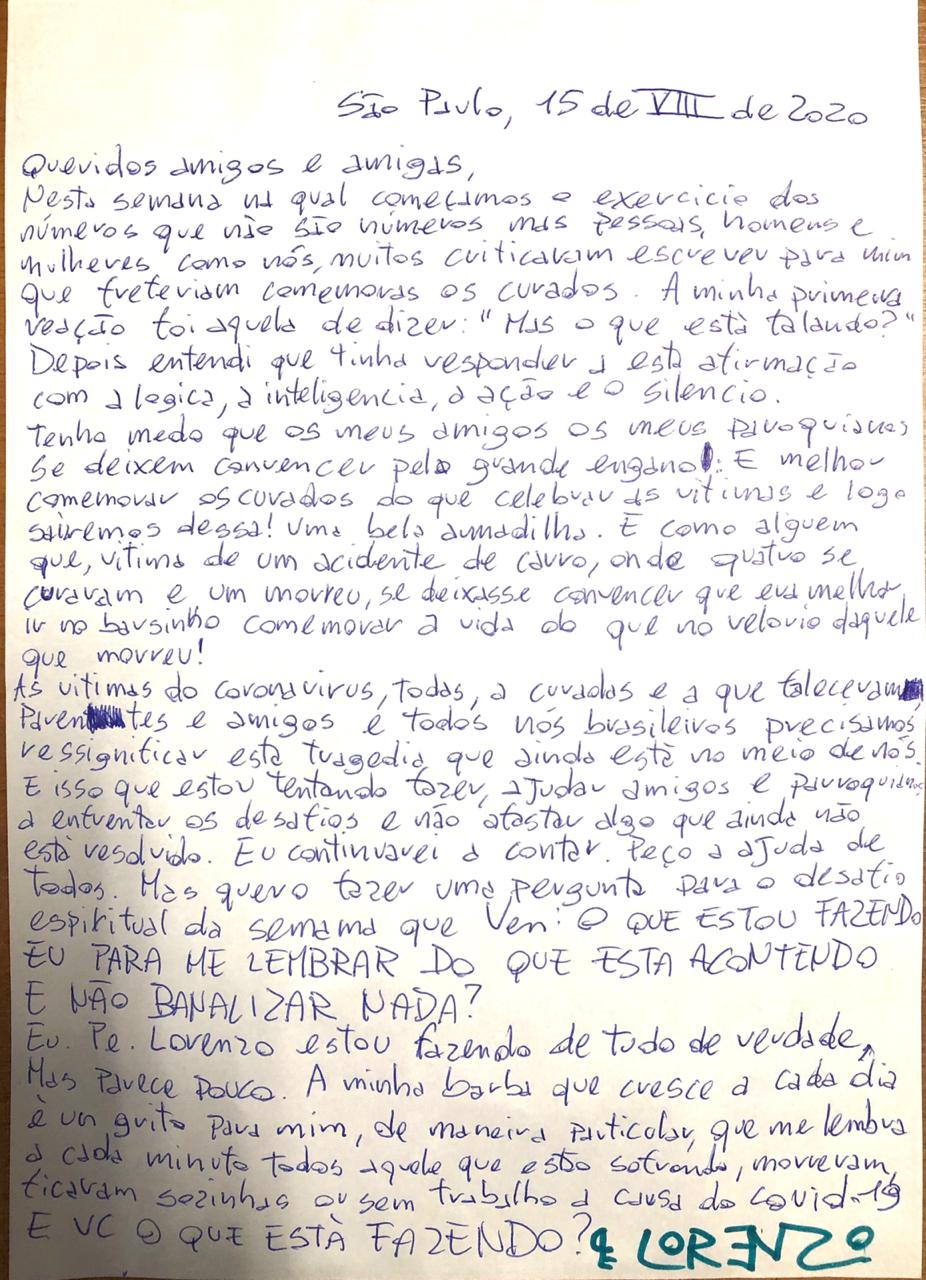 São Paulo, 15 de VIII de 2020
Queridos amigos e amigas,
Nesta semana na qual começamos o exercicio dos
números que não são números mas pessoas, homens e
mulheres, como nós, muitos criticaram escrever para mim
que freteriam comemoras os curados. A minha primeira
reação foi aquela de dizer: "Mas o que està falando?"
Depois entendi que tinha responder a esta afirmação
com a logica, a inteligencia, a ação e o silencio.
Tenho medo que os meus amigos os meus paroquianos
se deixem convencer pelo grande engano!: E melhor
comemorar os curados do que celebrar as vitimas e logo
sairemos dessa! Uma bela armadilha. E como alguem
que, vitima de um acidente de carro, onde quatro se
curaram e um morreu, se deixasse convencer que era melhor
ir no barsinho comemorar a vida do que no velorio daquele
que morreu!
As vitimas do coronavirus, todas, a curadas e a que faleceram,
Parentes e amigos e todos nós brasileiros precisamos
ressignificar esta tragedia que ainda està no meio de nós.
E isso que estou tentando fazer, ajudar amigos e parroquianos
a enfrentar os desafios e não afastar algo que ainda não
està resolvido. Eu continuarei a contar. Peço a ajuda de
todos. Mas quero fazer uma pergunta para o desafio
espiritual da semama que Ven: O QUE ESTOU FAZENDO
EU PARA ME LEMBRAR DO QUE ESTA ACONTENDO
E NÃO BANALIZAR NADA?
Eu. Pe. Lorenzo estou fazendo de tudo de verdade,
Mas parece pouco. A minha barba que cresce a cada dia
è un grito para mim, de maneira particolar, que me lembra
a cada minuto todos aquele que estão sofrendo, morreram,
ficaram sozinhas ou sem trabalho a causa do covid-19
E VC O QUE ESTÀ FAZENDO? LORENZO